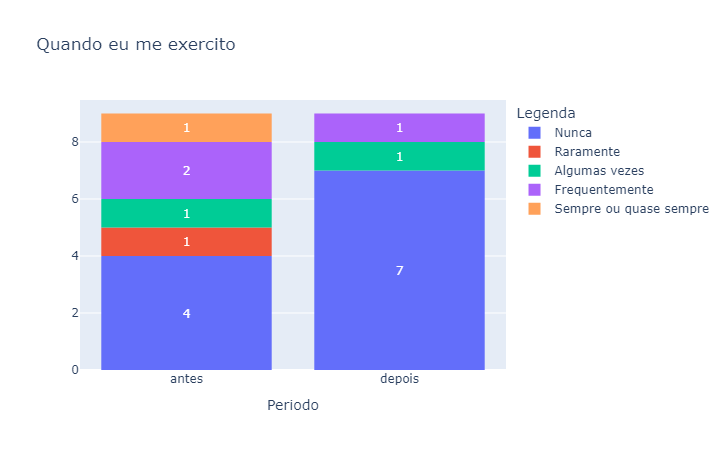 Quando eu me exercito
Legenda
Nunca
Raramente
Algumas vezes
Frequentemente
Sempre ou quase sempre
8
6
4
2
0
1
2
1
1
4
1
1
7
antes
depois
Periodo